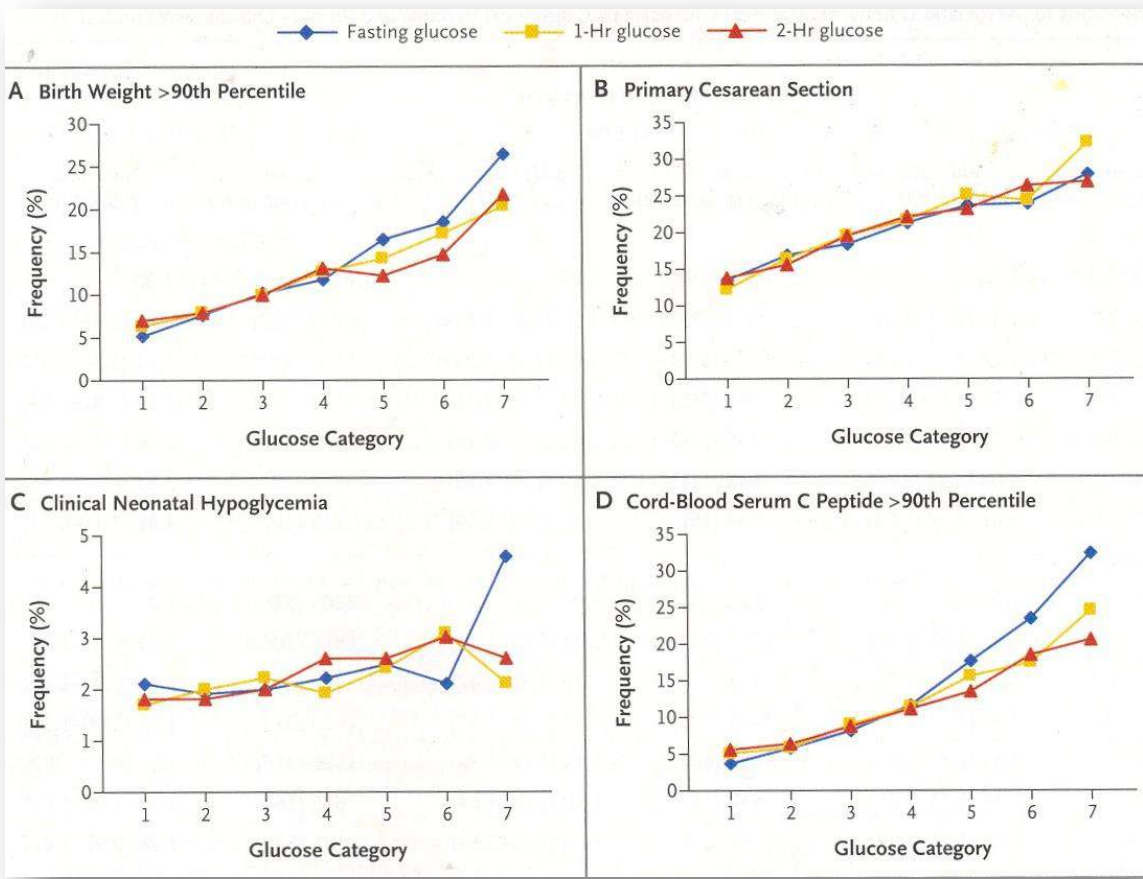 Fasting glucose 1-Hr glucose 2-Hr glucose
A Birth Weight >90th Percentile
30
25
20
15
10
5
0
Frequency (%)
1 2 3 4 5 6 7
Glucose Category
B Primary Cesarean Section
35
30
25
20
15
10
5
0
Frequency (%)
1 2 3 4 5 6 7
Glucose Category
C Clinical Neonatal Hypoglycemia
5
4
3
2
1
0
Frequency (%)
1 2 3 4 5 6 7
Glucose Category
D Cord-Blood Serum C Peptide >90th Percentile
35
30
25
20
15
10
5
0
Frequency (%)
1 2 3 4 5 6 7
Glucose Category